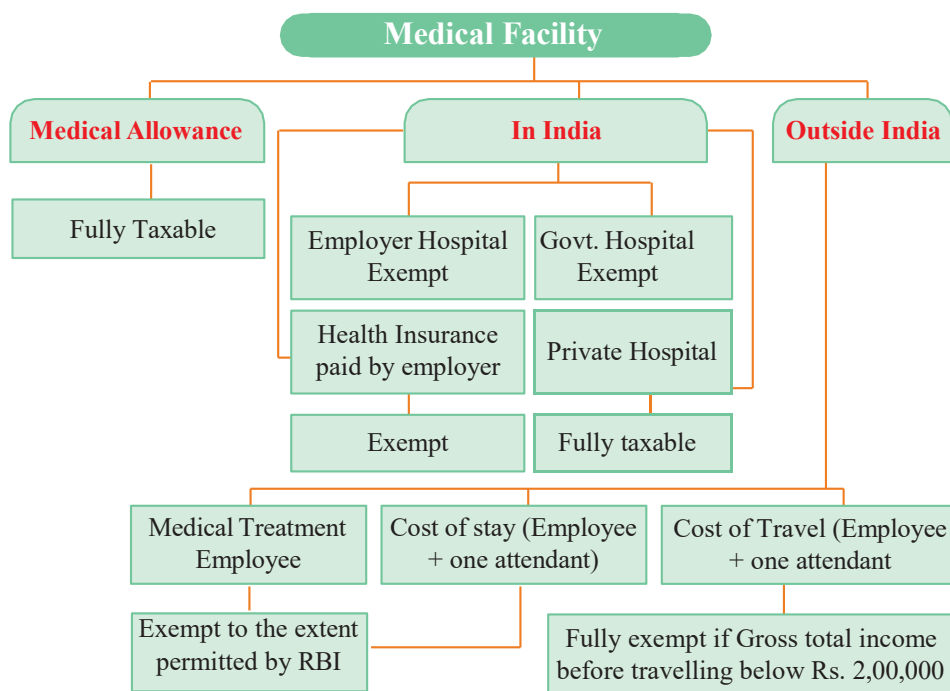 Medical Facility
Medical Allowance
In India
Outside India
Fully Taxable
Employer Hospital
Exempt
Govt. Hospital
Exempt
Health Insurance
paid by employer
Private Hospital
Exempt
Fully taxable
Medical Treatment
Employee
Cost of stay (Employee
+ one attendant)
Cost of Travel (Employee
+ one attendant
Exempt to the extent
permitted by RBI
Fully exempt if Gross total income
before travelling below Rs. 2,00,000